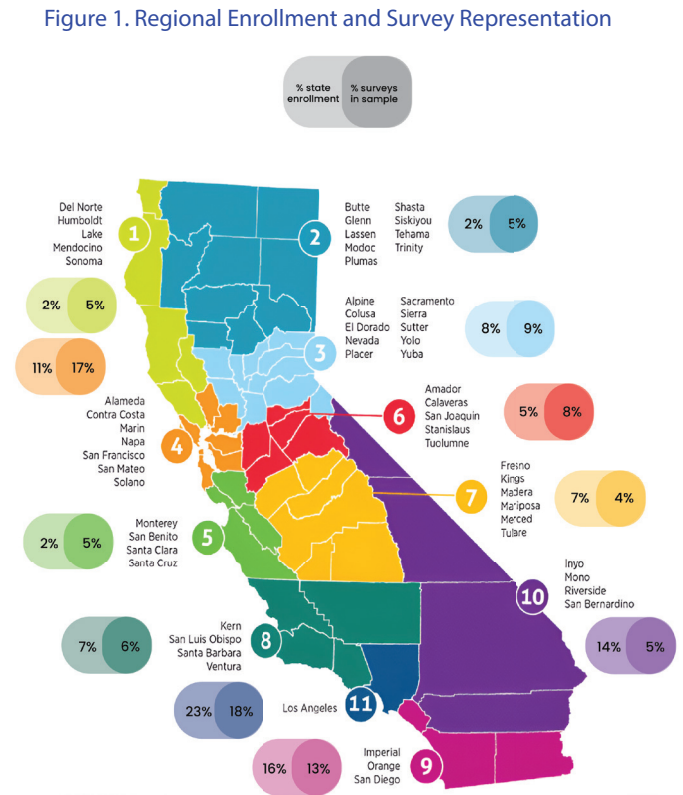 Figure 1. Regional Enrollment and Survey Representation
% state
enrollment
% surveys
in sample
Del Norte
Humboldt
Lake
Mendocino
Sonoma
1
2% 5%
2
Butte
Glenn
Lassen
Modoc
Plumas
Shasta
Siskiyou
Tehama
Trinity
2% 5%
3
Alpine
Colusa
El Dorado
Nevada
Placer
Sacramento
Sierra
Sutter
Yolo
Yuba
8% 9%
11% 17%
Alameda
Contra Costa
Marin
Napa
San Francisco
San Mateo
Solano
4
6
Amador
Calaveras
San Joaquin
Stanislaus
Tuolumne
5% 8%
7
Fresno
Kings
Madera
Mariposa
Merced
Tulare
7% 4%
2% 5%
Monterey
San Benito
Santa Clara
Santa Cruz
5
10
Inyo
Mono
Riverside
San Bernardino
14% 5%
7% 6%
Kern
San Luis Obispo
Santa Barbara
Ventura
8
23% 18%
Los Angeles
11
16% 13%
Imperial
Orange
San Diego
9